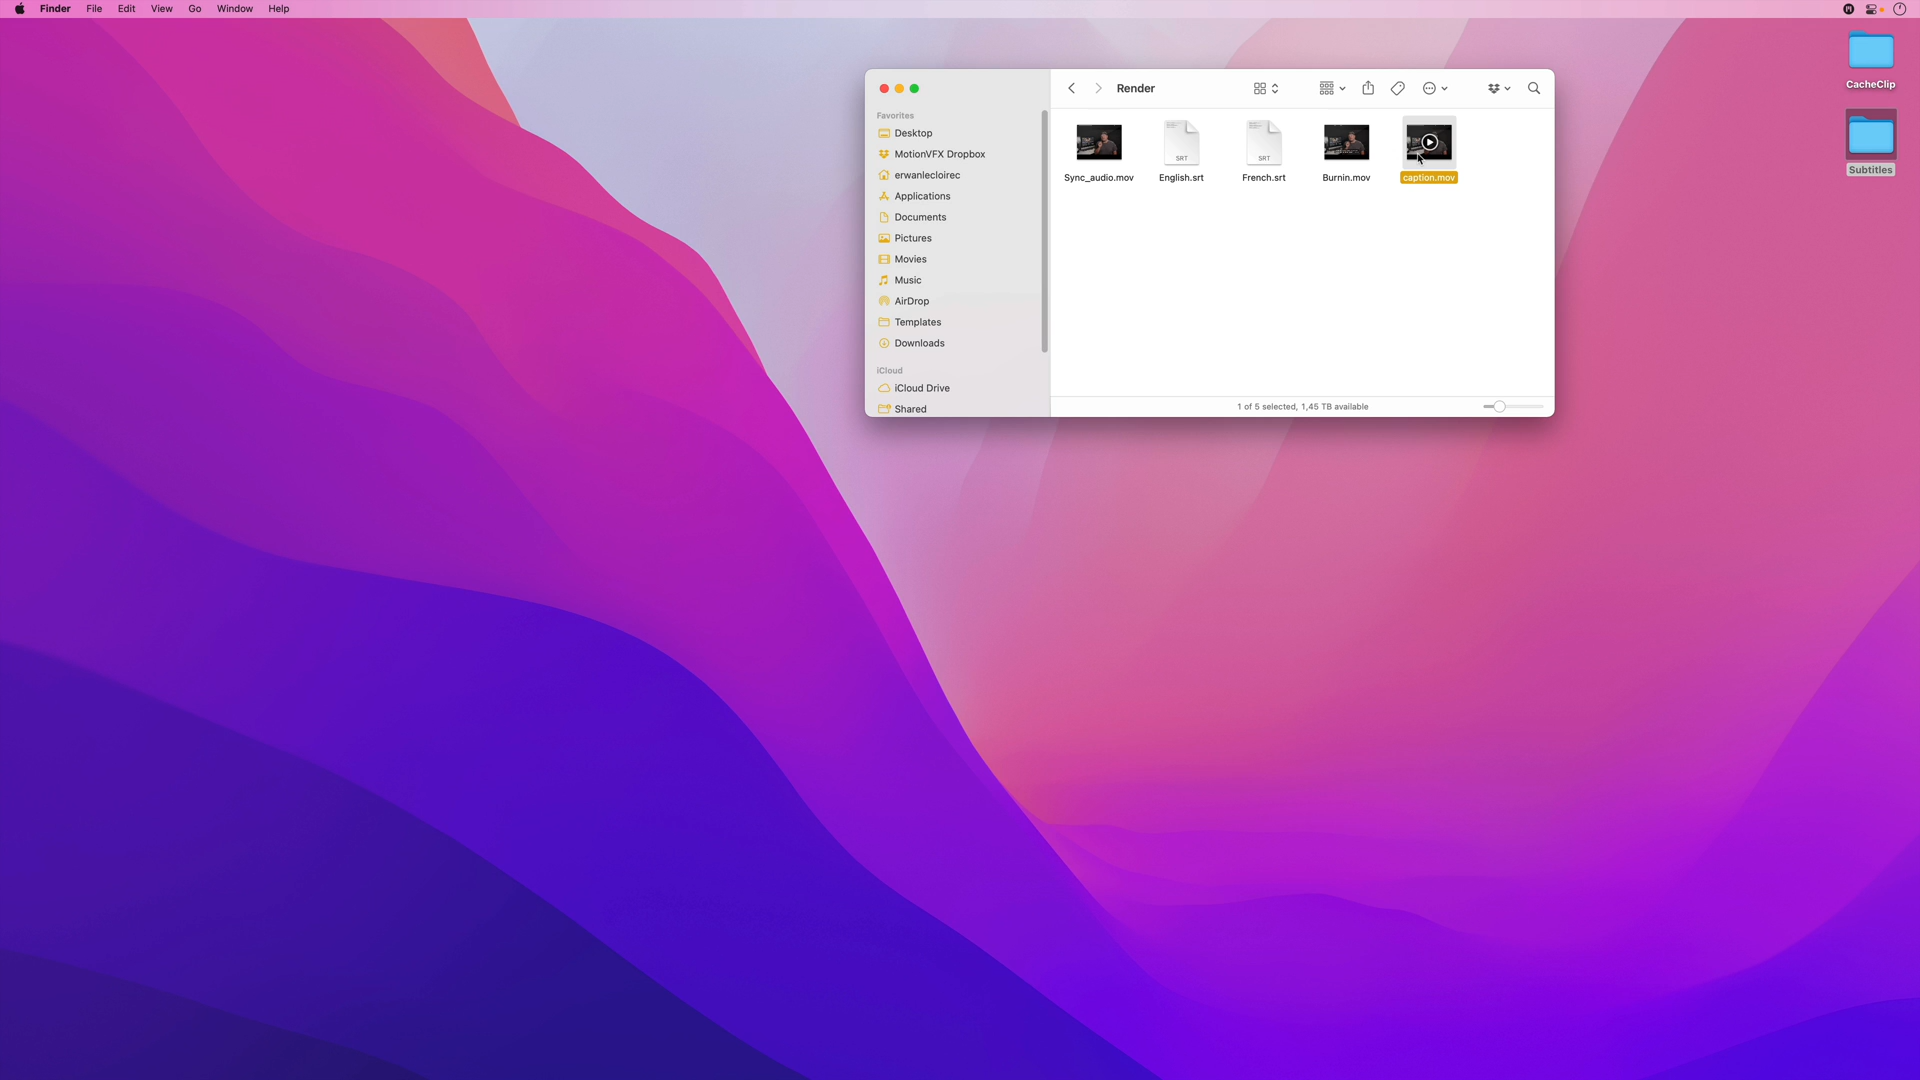 Finder File Edit View Go Window Help
CacheClip
Subtitles
Render
Favorites
Desktop
MotionVFX Dropbox
erwanlecloirec
Applications
Documents
Pictures
Movies
Music
AirDrop
Templates
Downloads
iCloud
iCloud Drive
Shared
SRT SRT
Sync_audio.mov English.srt French.srt Burnin.mov caption.mov
1 of 5 selected, 1,45 TB available